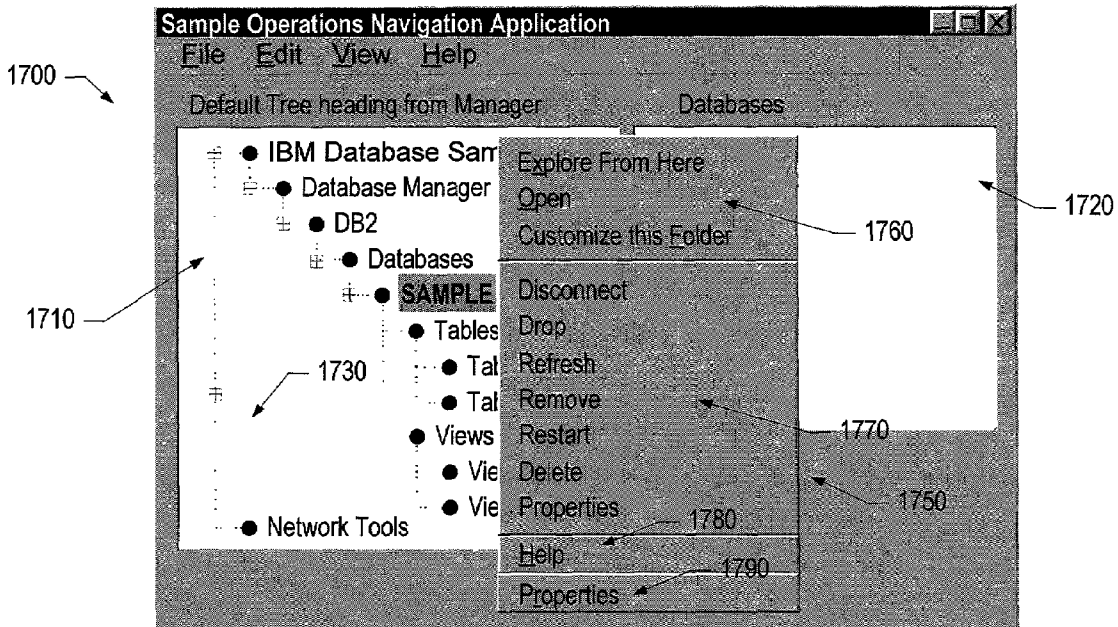 Sample Operations Navigation Application
File Edit View Help
1700
Default Tree heading from Manager Databases
IBM Database Sam
Database Manager
DB2
Databases
SAMPLE
Tables
Tab
Tab
Views
Vie
Vie
Network Tools
Explore From Here
Open
Customize this Folder
Disconnect
Drop
Refresh
Remove
Restart
Delete
Properties
Help
Properties
1710
1720
1730
1760
1770
1750
1780
1790